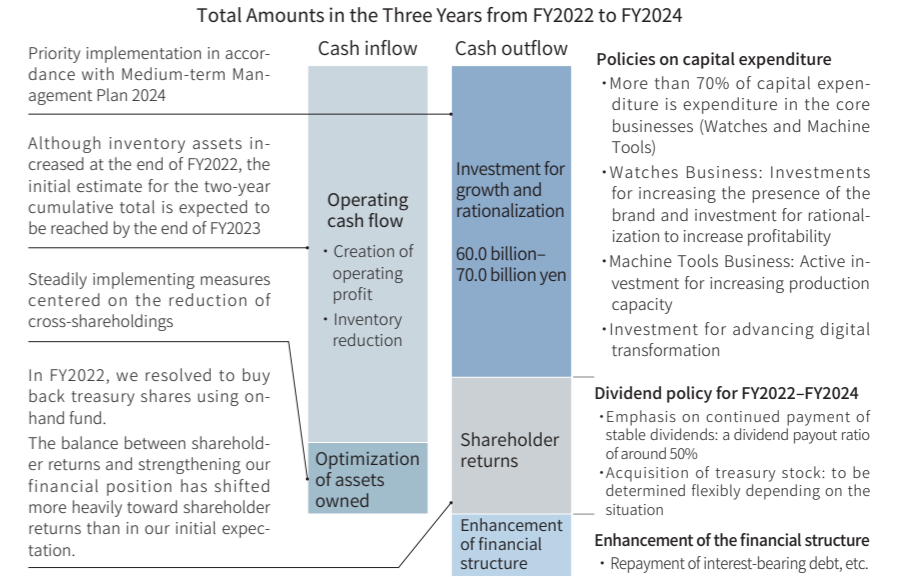 Total Amounts in the Three Years from FY2022 to FY2024
Priority implementation in accor-
dance with Medium-term Man-
agement Plan 2024
Although inventory assets in-
creased at the end of FY2022, the
initial estimate for the two-year
cumulative total is expected to
be reached by the end of FY2023
Steadily implementing measures
centered on the reduction of
cross-shareholdings
In FY2022, we resolved to buy
back treasury shares using on-
hand fund.
The balance between sharehold-
er returns and strengthening our
financial position has shifted
more heavily toward shareholder
returns than in our initial expec-
tation.
Cash inflow
Operating
cash flow
・Creation of
operating
profit
・Inventory
reduction
Optimization
of assets
owned
Cash outflow
Investment for
growth and
rationalization
60.0 billion–
70.0 billion yen
Shareholder
returns
Enhancement
of financial
structure
Policies on capital expenditure
・More than 70% of capital expen-
diture is expenditure in the core
businesses (Watches and Machine
Tools)
・Watches Business: Investments
for increasing the presence of the
brand and investment for rational-
ization to increase profitability
・Machine Tools Business: Active in-
vestment for increasing production
capacity
・Investment for advancing digital
transformation
Dividend policy for FY2022–FY2024
・Emphasis on continued payment of
stable dividends: a dividend payout ratio
of around 50%
・Acquisition of treasury stock: to be
determined flexibly depending on the
situation
Enhancement of the financial structure
・Repayment of interest-bearing debt, etc.